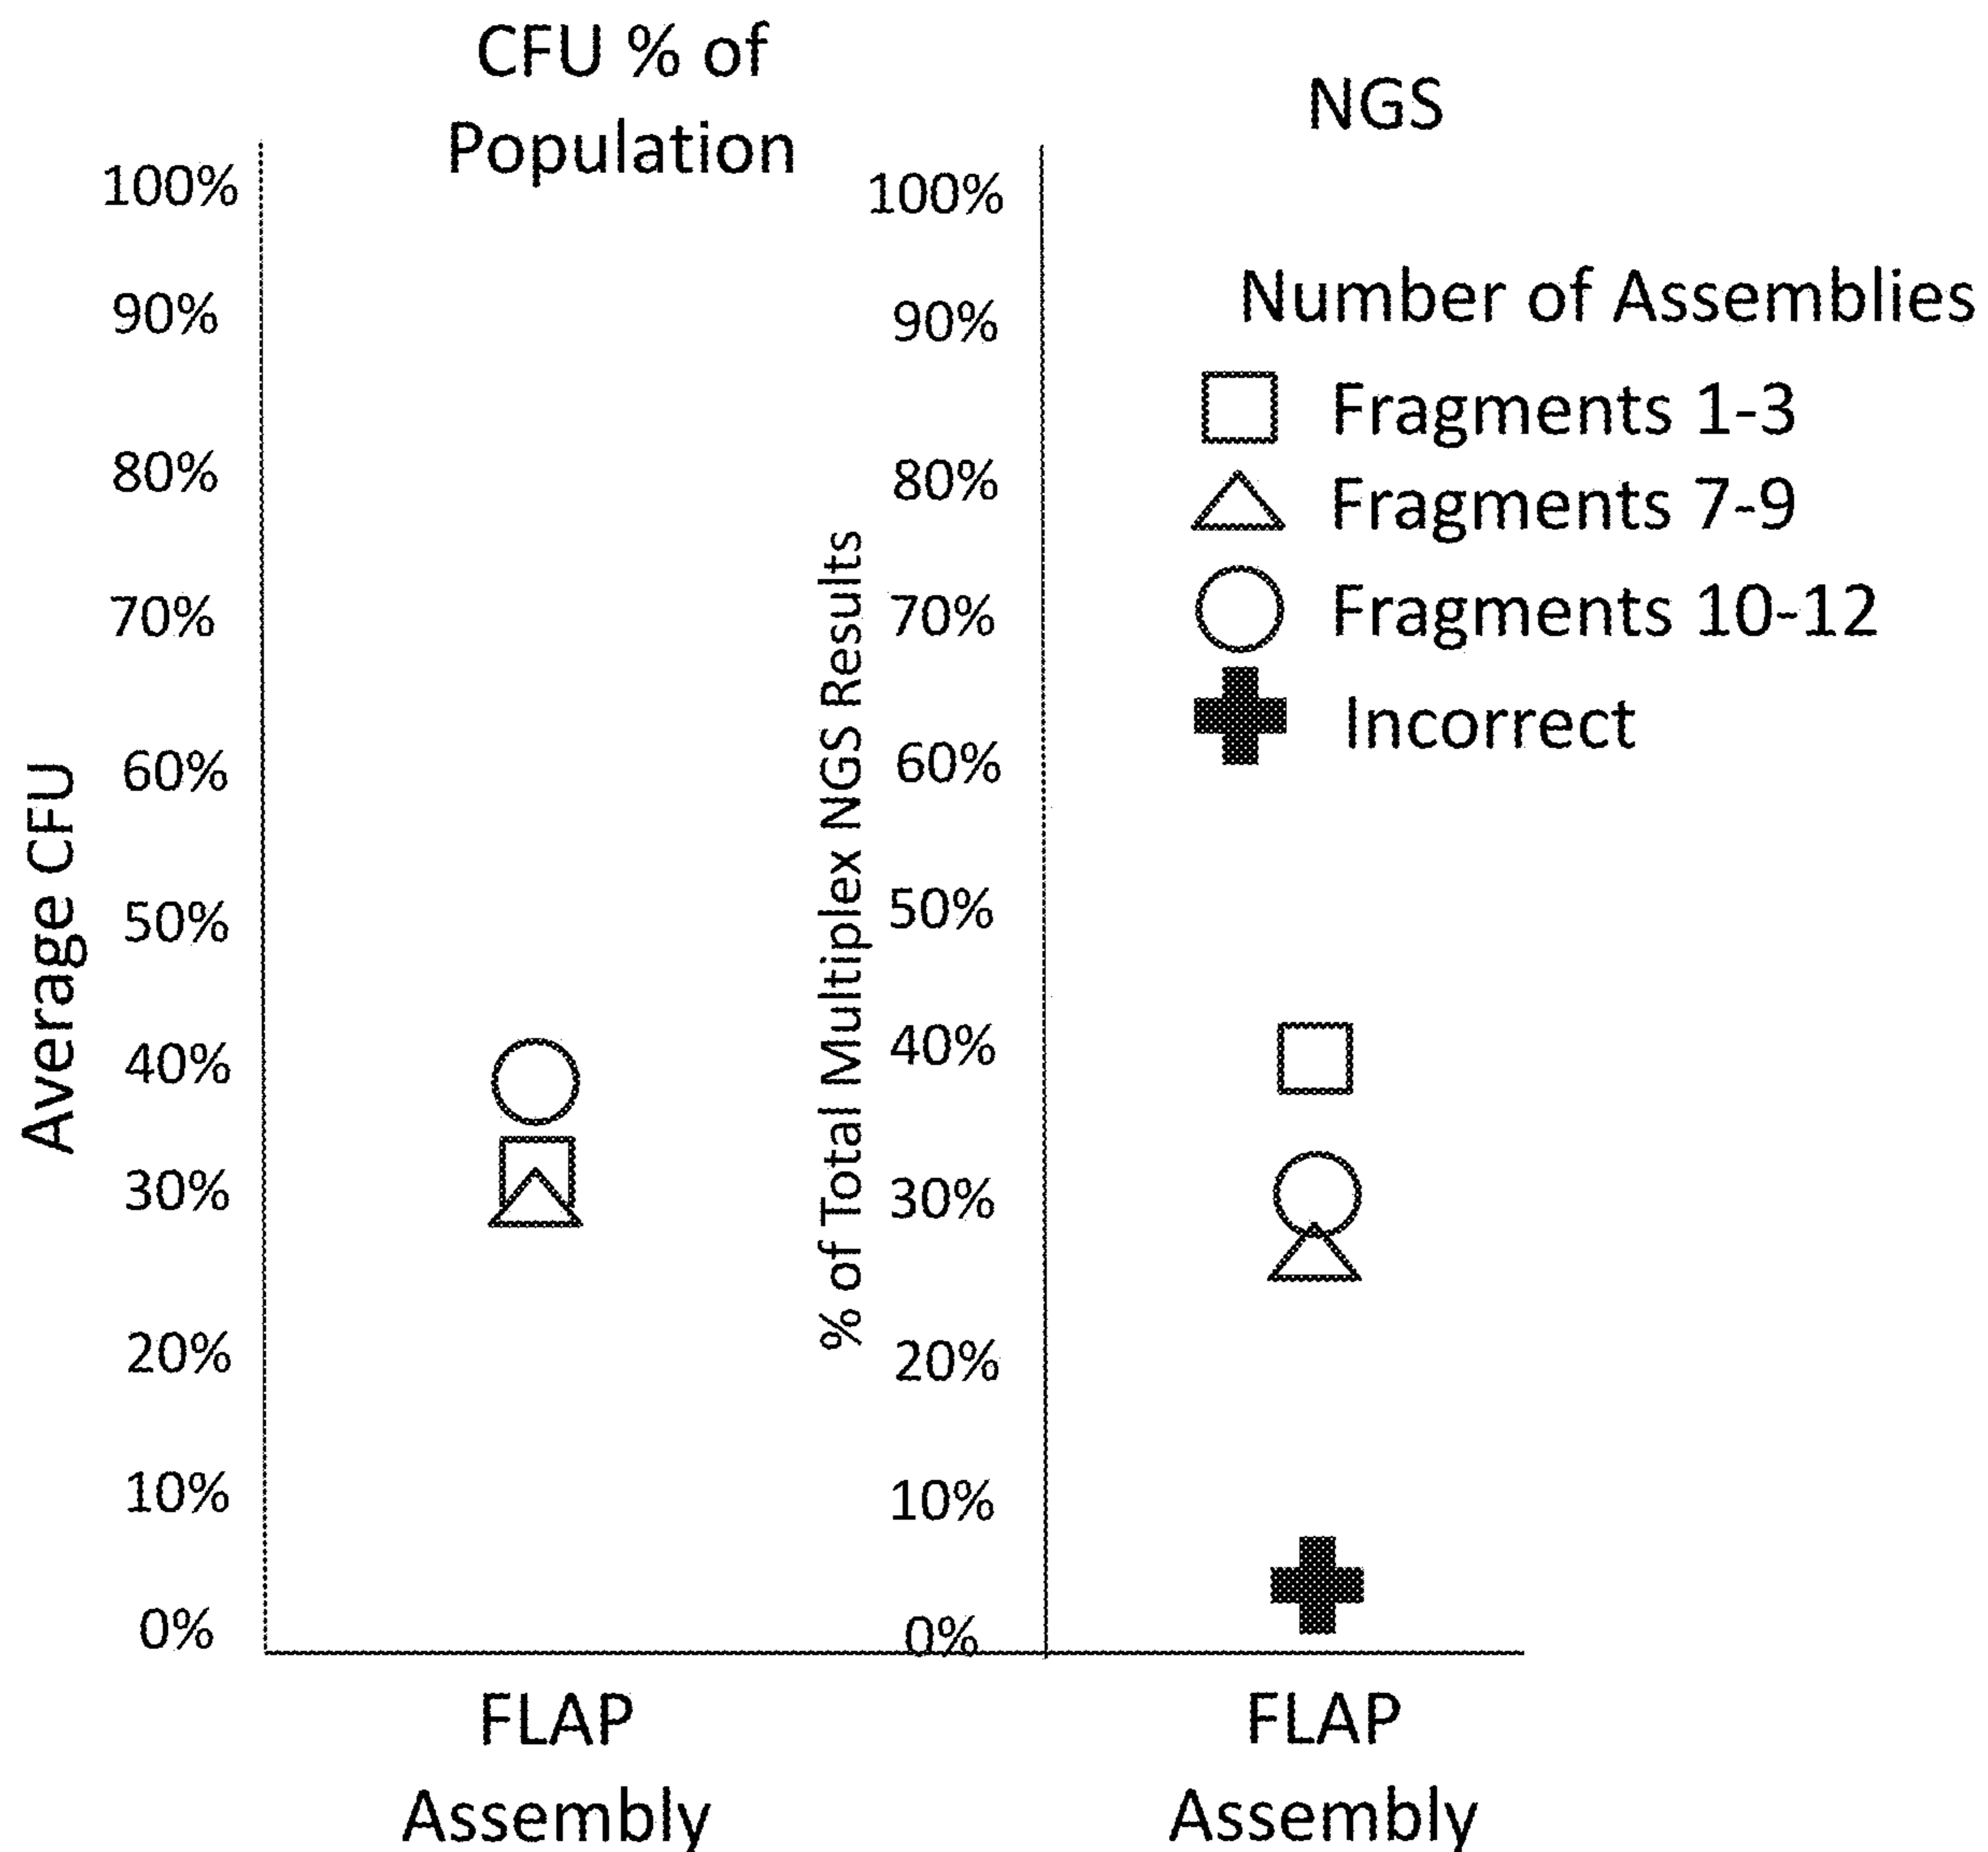 CFU % of
Population
Average CFU
100%
90%
80%
70%
60%
50%
40%
30%
20%
10%
0%
FLAP
Assembly
NGS
% of Total Multiplex NGS Results
100%
90%
80%
70%
60%
50%
40%
30%
20%
10%
0%
Number of Assemblies
Fragments 1-3
Fragments 7-9
Fragments 10-12
Incorrect
FLAP
Assembly